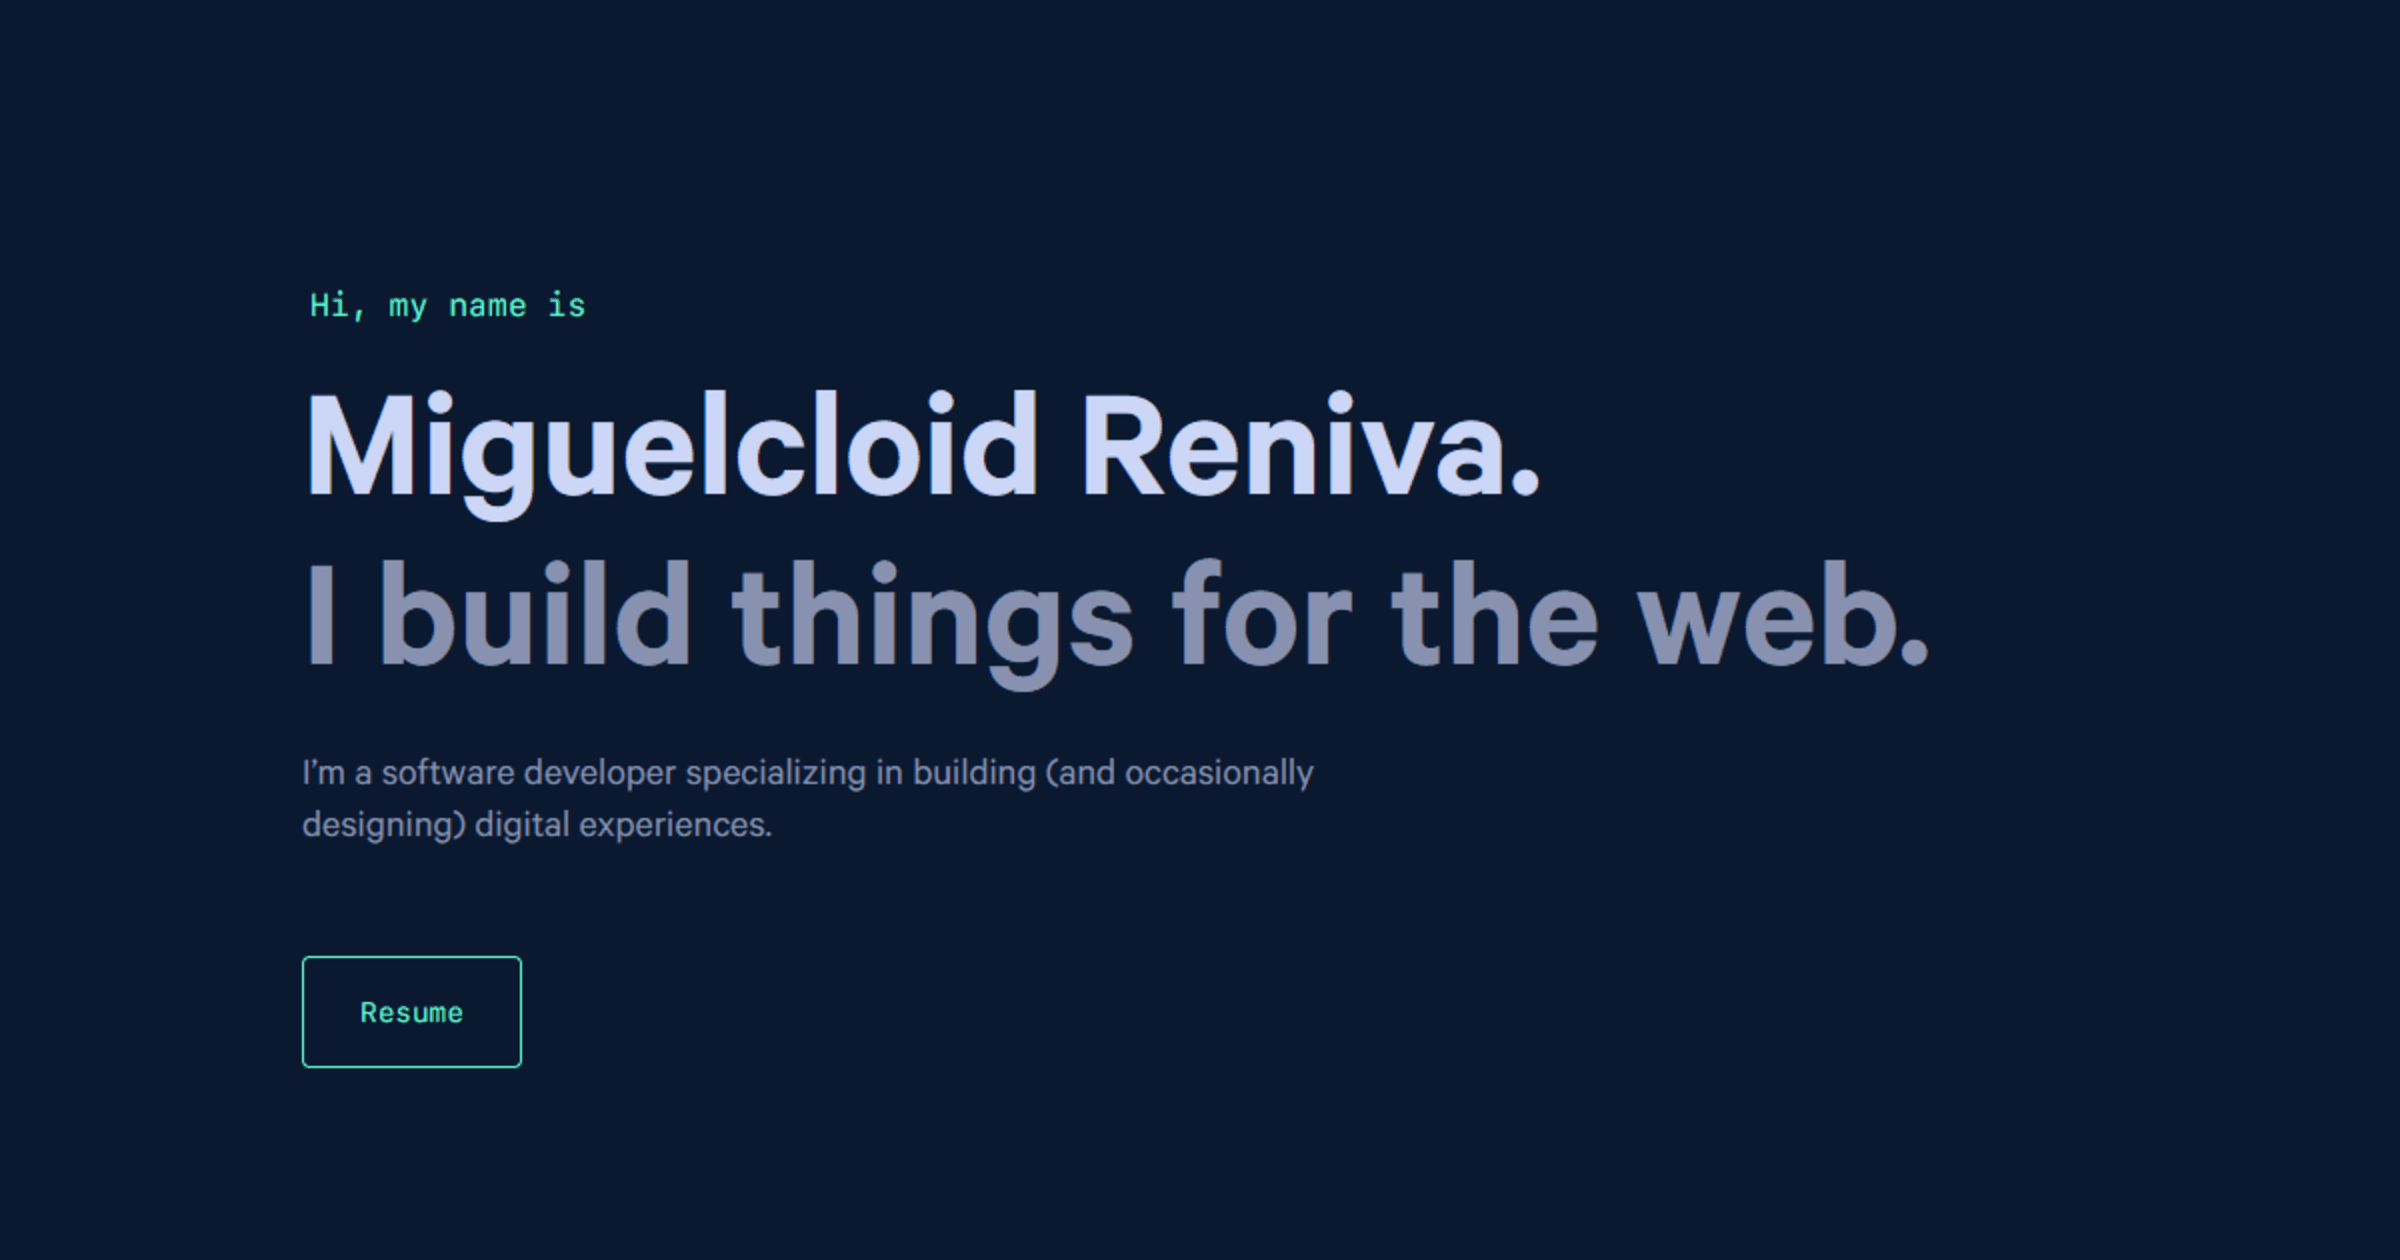 Hi, my name is
Miguelcloid Reniva.
I build things for the web.
I’m a software developer specializing in building (and occasionally
designing) digital experiences.
Resume